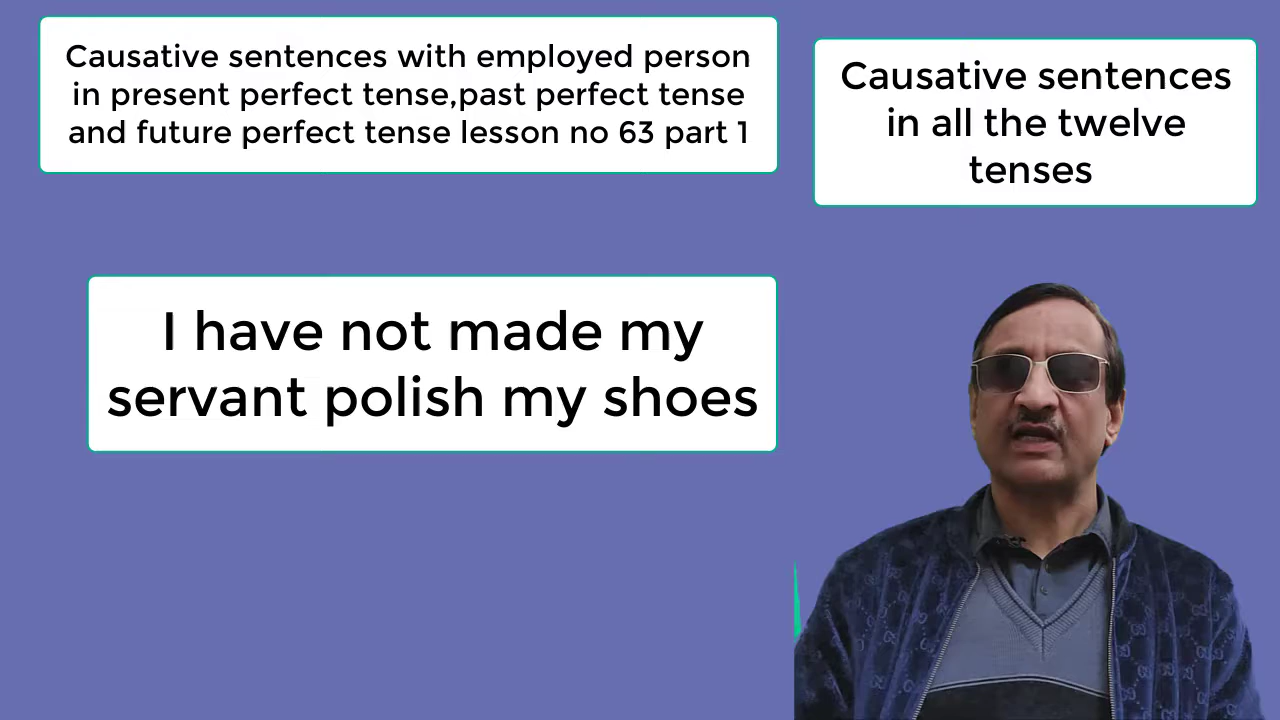 Causative sentences with employed person
in present perfect tense,past perfect tense
and future perfect tense lesson no 63 part 1
Causative sentences
in all the twelve
tenses
I have not made my
servant polish my shoes